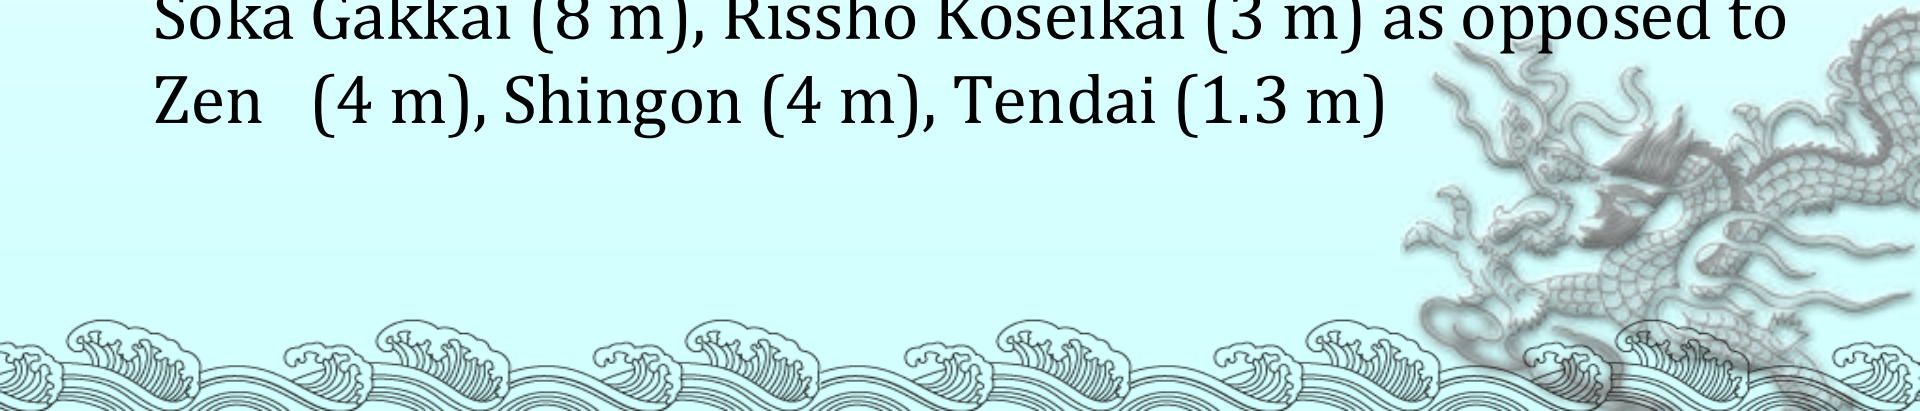 Soka Gakkai (8 m), Rissho Koseikai (3 m) as opposed to
Zen   (4 m), Shingon (4 m), Tendai (1.3 m)